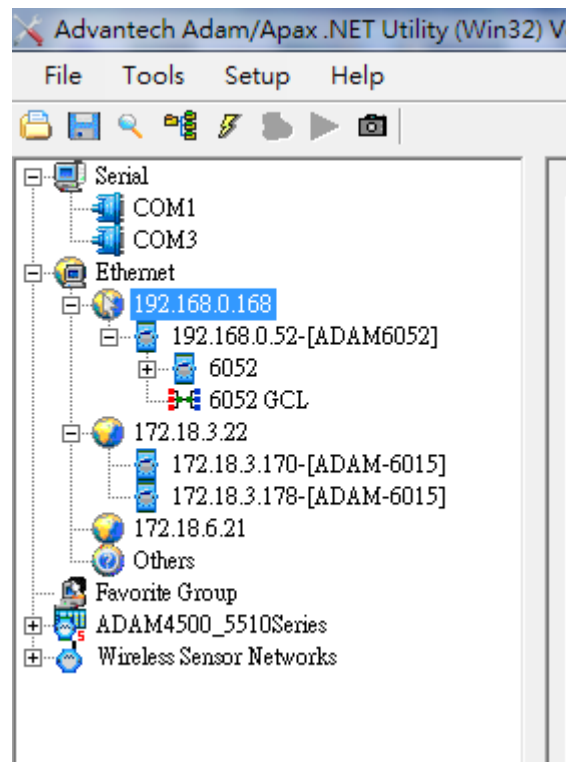 Advantech Adam/Apax .NET Utility (Win32) V
File Tools Setup Help
Serial
COM1
COM3
Ethernet
192.168.0.168
192.168.0.52-[ADAM6052]
6052
6052 GCL
172.18.3.22
172.18.3.170-[ADAM-6015]
172.18.3.178-[ADAM-6015]
172.18.6.21
Others
Favorite Group
ADAM4500_5510Series
Wireless Sensor Networks